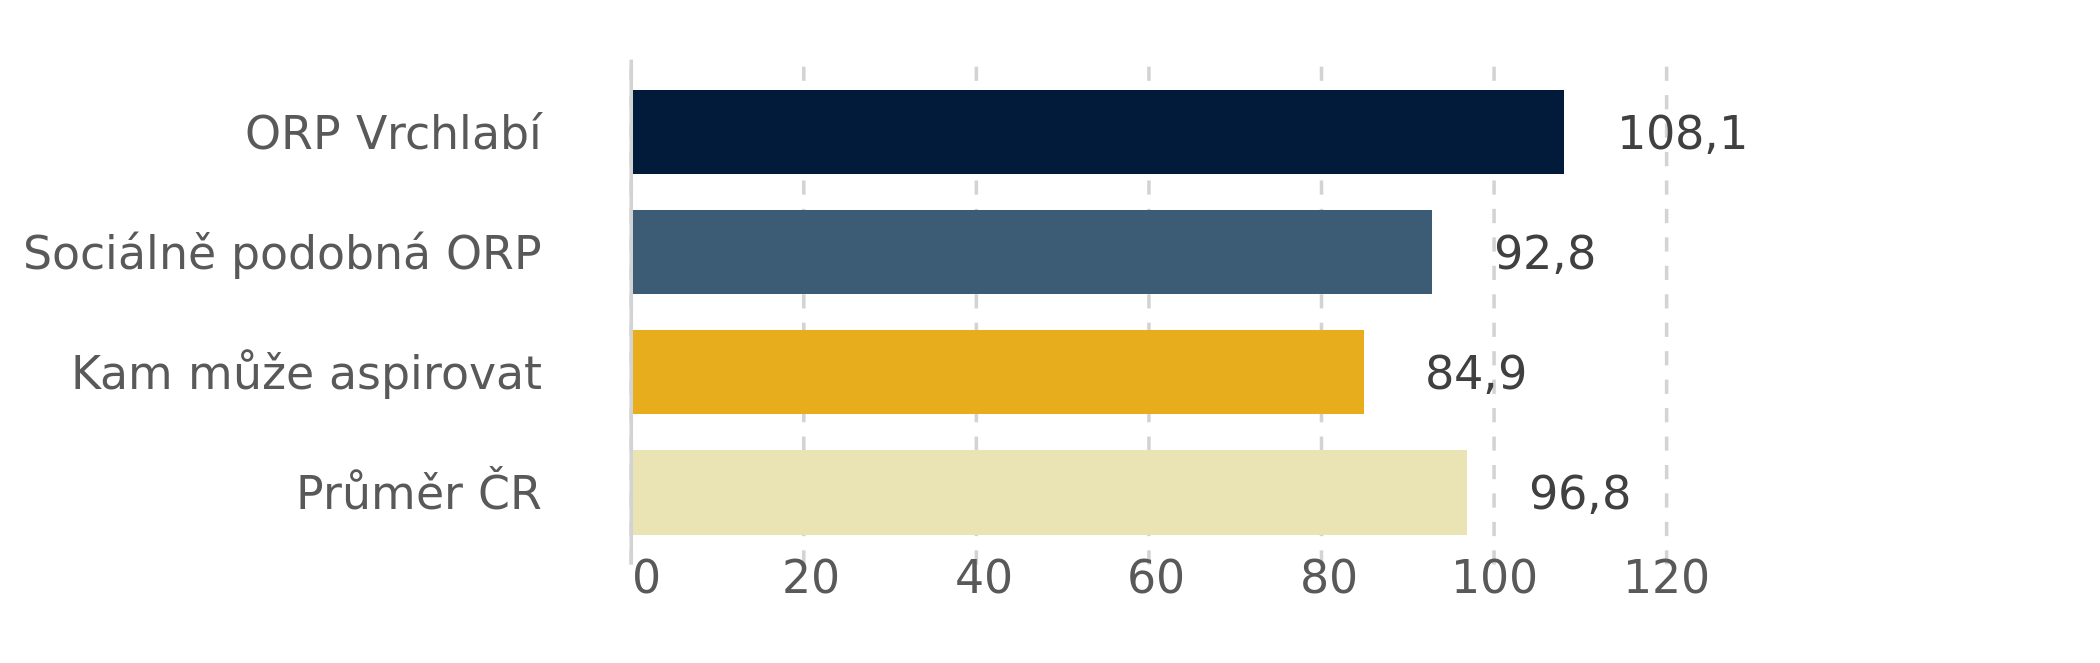 ORP Vrchlabí 108,1
Sociálně podobná ORP 92,8
Kam může aspirovat 84,9
Průměr ČR 96,8
0 20 40 60 80 100 120